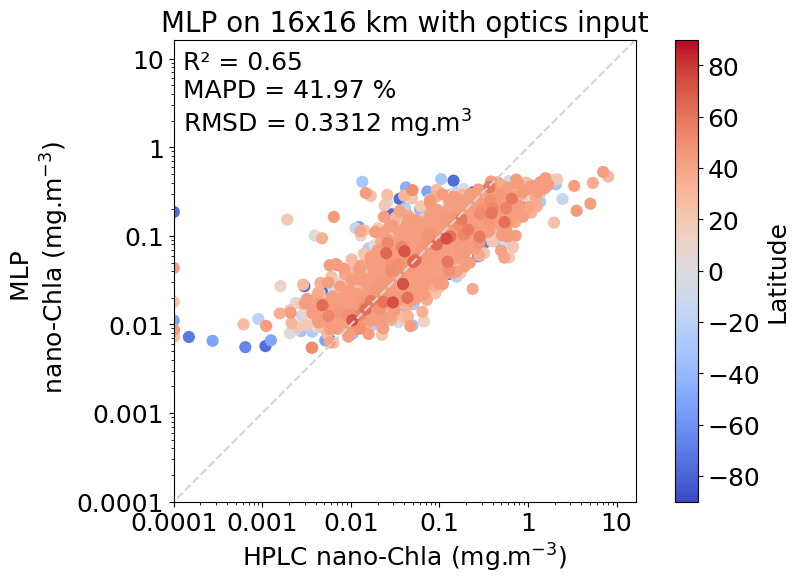 MLP on 16x16 km with optics input
R² = 0.65
MAPD = 41.97 %
RMSD = 0.3312 mg.m³
10
1
0.1
0.01
0.001
0.0001
MLP
nano-Chla (mg.m⁻³)
0.0001 0.001 0.01 0.1 1 10
HPLC nano-Chla (mg.m⁻³)
80
60
40
20
0
−20
−40
−60
−80
Latitude